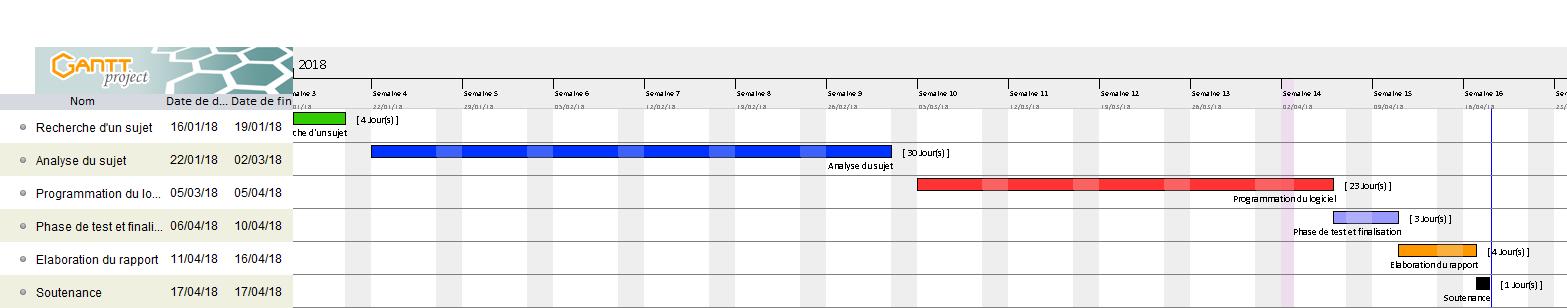 GANTT
project
2018
Nom Date de d... Date de fin
maine 3 Semaine 4 Semaine 5 Semaine 6 Semaine 7 Semaine 8 Semaine 9 Semaine 10 Semaine 11 Semaine 12 Semaine 13 Semaine 14 Semaine 15 Semaine 16
01/18 22/01/18 29/01/18 05/02/18 12/02/18 19/02/18 26/02/18 05/03/18 12/03/18 19/03/18 26/03/18 02/04/18 09/04/18 16/04/18 23/
Recherche d'un sujet 16/01/18 19/01/18 [4 Jour(s)]
che d'un sujet
Analyse du sujet 22/01/18 02/03/18 [30 Jour(s)]
Analyse du sujet
Programmation du lo... 05/03/18 05/04/18 [23 Jour(s)]
Programmation du logiciel
Phase de test et finali... 06/04/18 10/04/18 [3 Jour(s)]
Phase de test et finalisation
Elaboration du rapport 11/04/18 16/04/18 [4 Jour(s)]
Elaboration du rapport
Soutenance 17/04/18 17/04/18 [1 Jour(s)]
Soutenance